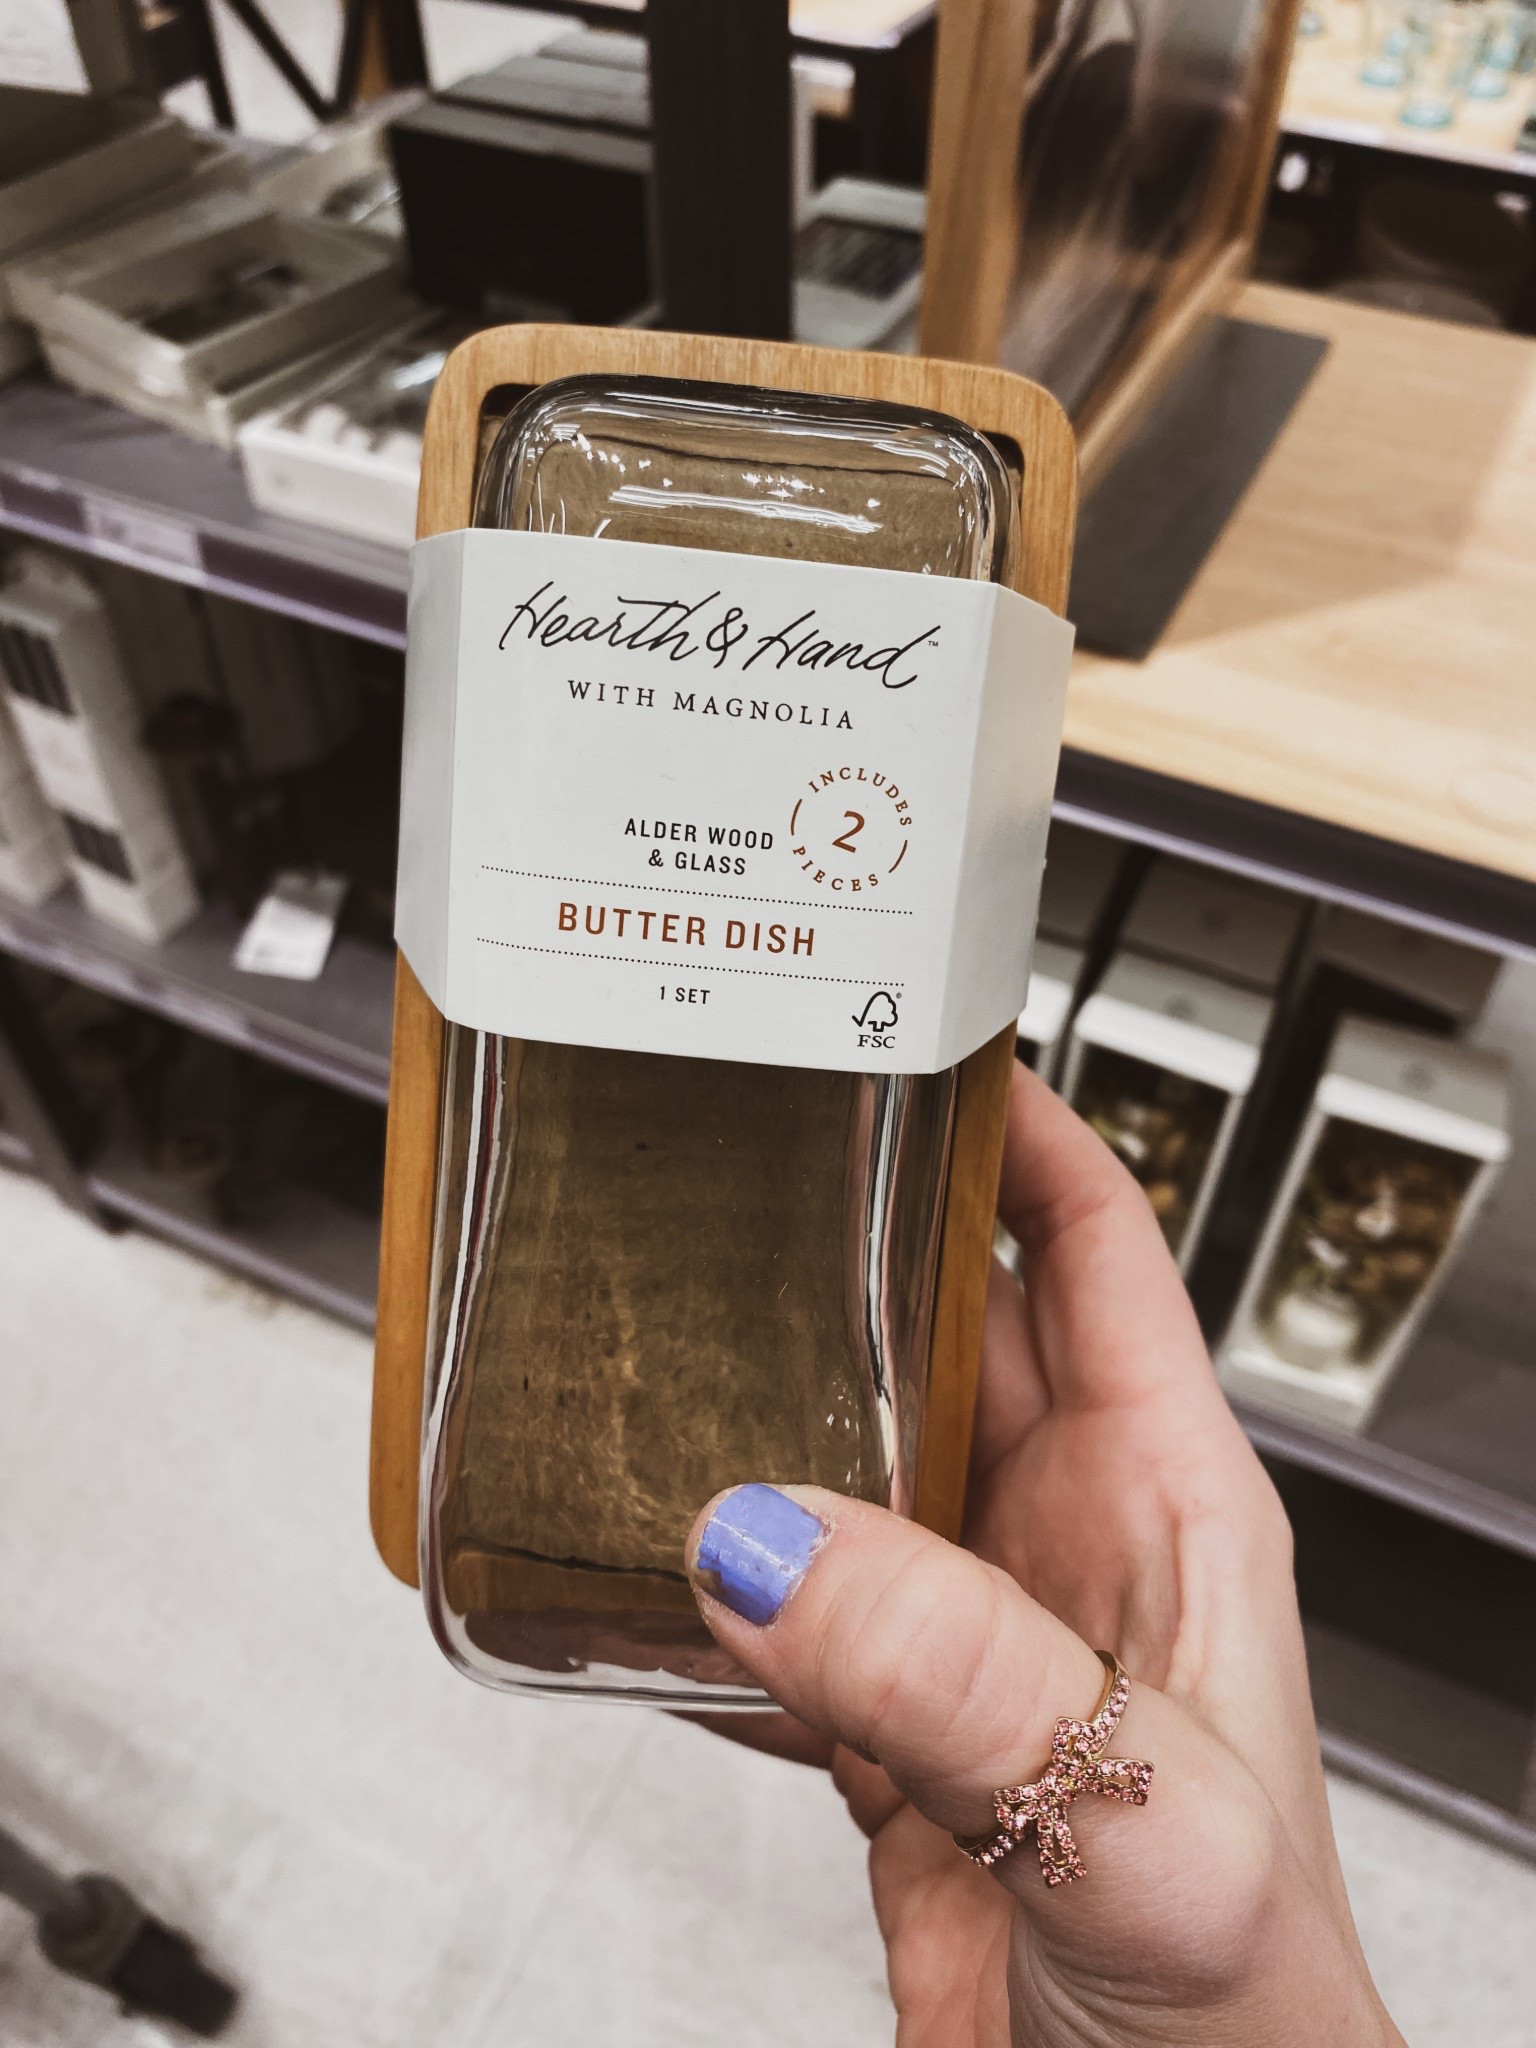 Hearth & Hand™
WITH MAGNOLIA
INCLUDES
2
PIECES
ALDER WOOD
& GLASS
BUTTER DISH
1 SET
FSC®